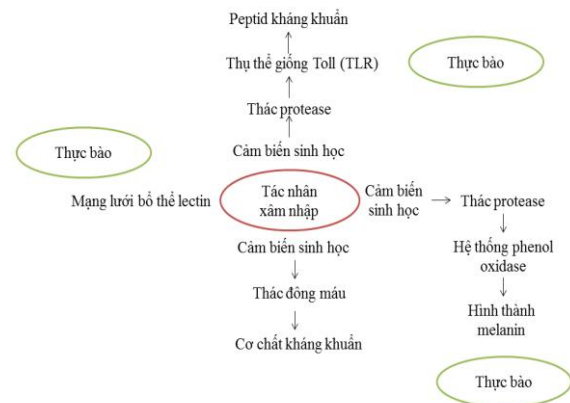 Peptid kháng khuẩn
Thụ thể giống Toll (TLR)
Thực bào
Thác protease
Thực bào
Cảm biến sinh học
Mạng lưới bổ thể lectin
Tác nhân
xâm nhập
Cảm biến
sinh học
Thác protease
Cảm biến sinh học
Hệ thống phenol
oxidase
Thác đông máu
Hình thành
melanin
Cơ chất kháng khuẩn
Thực bào